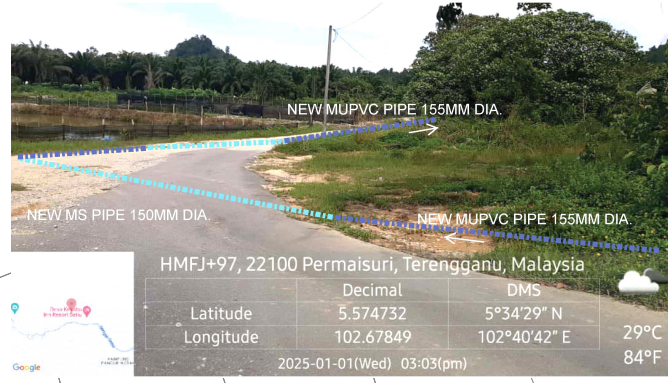 NEW MUPVC PIPE 155MM DIA.
NEW MS PIPE 150MM DIA.
NEW MUPVC PIPE 155MM DIA.
HMFJ+97, 22100 Permaisuri, Terengganu, Malaysia
Decimal DMS
Latitude 5.574732 5°34'29" N
Longitude 102.67849 102°40'42" E
2025-01-01(Wed) 03:03(pm)
29°C
84°F
Google